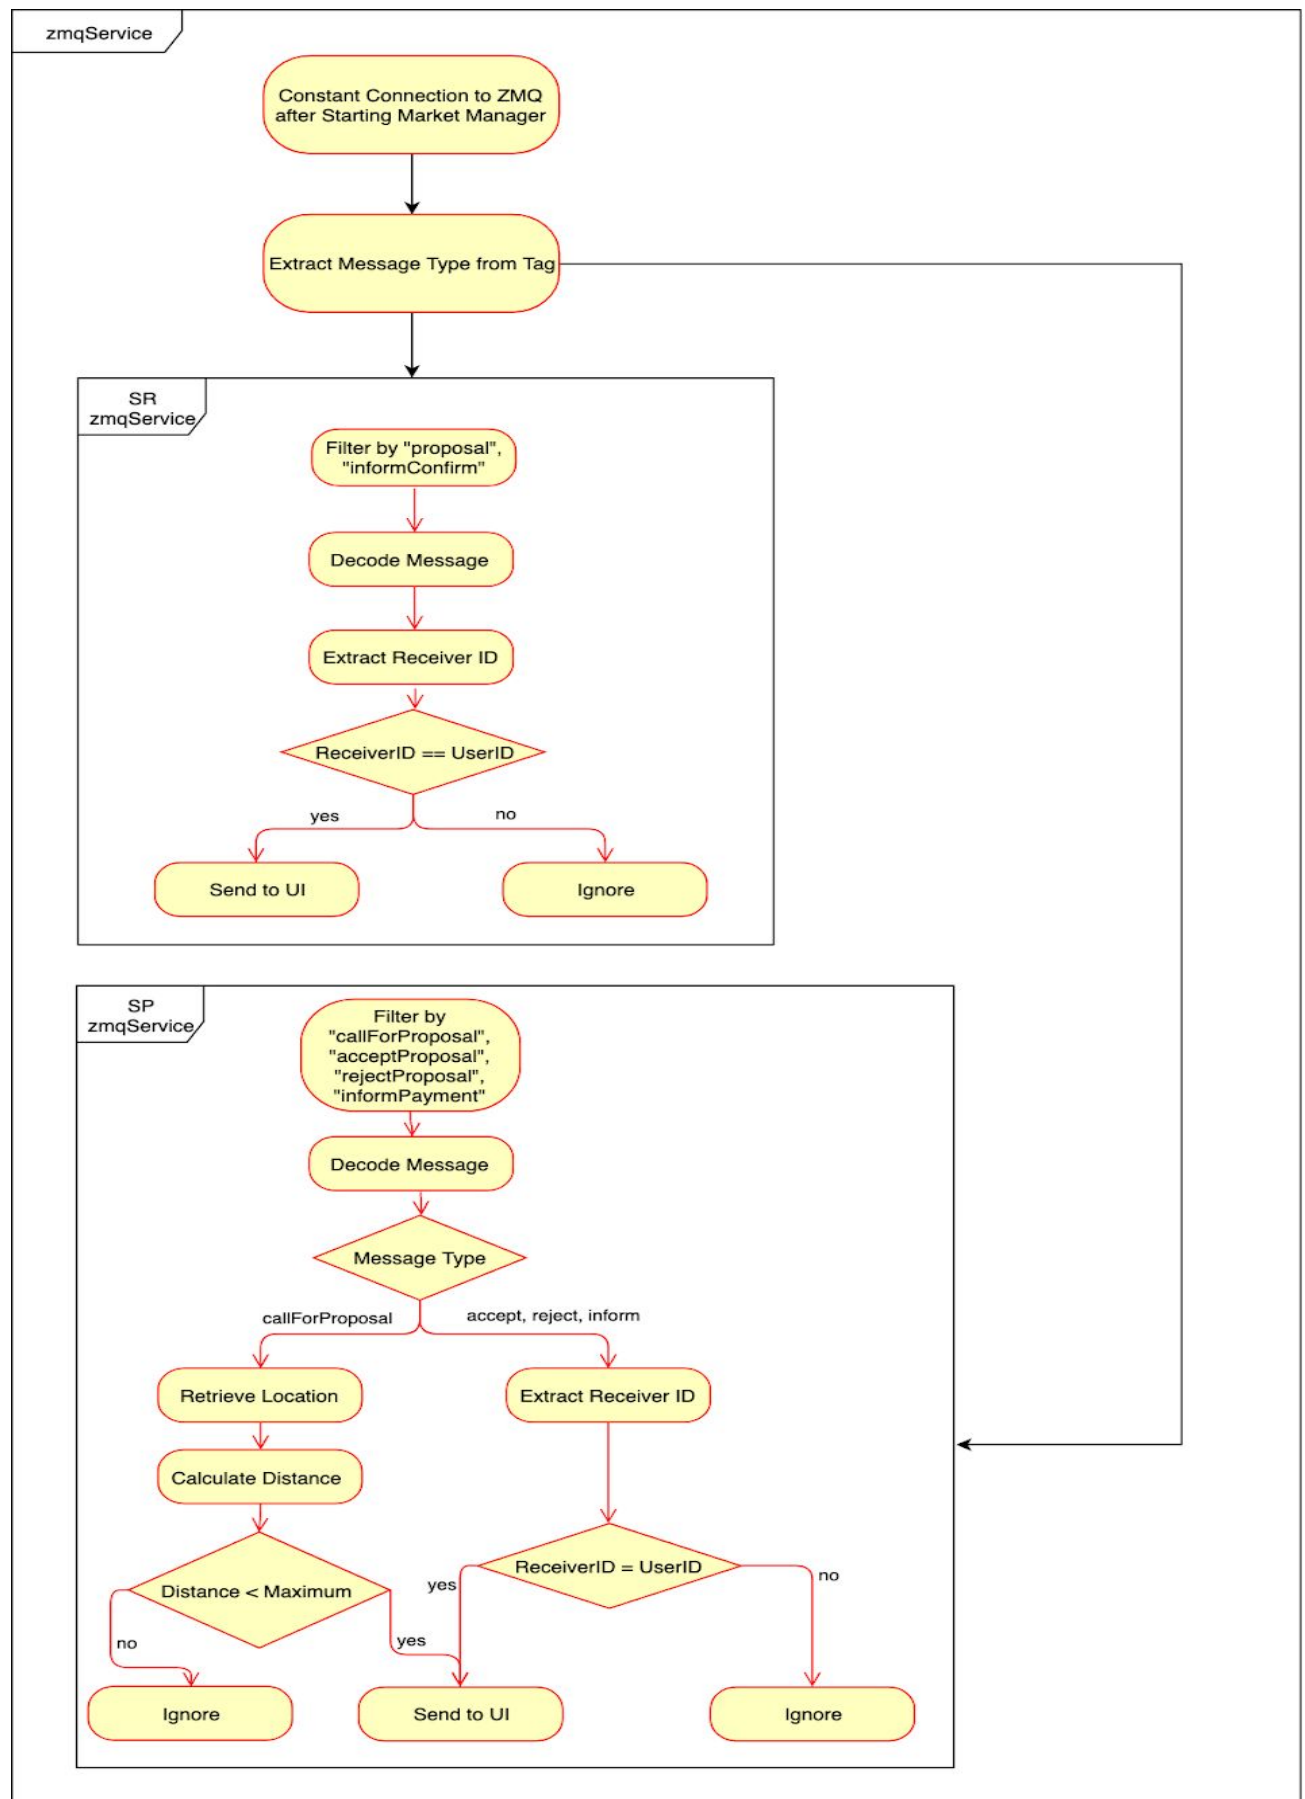 zmqService
Constant Connection to ZMQ
after Starting Market Manager
Extract Message Type from Tag
SR
zmqService
Filter by "proposal",
"informConfirm"
Decode Message
Extract Receiver ID
ReceiverID == UserID
yes
no
Send to UI
Ignore
SP
zmqService
Filter by
"callForProposal",
"acceptProposal",
"rejectProposal",
"informPayment"
Decode Message
Message Type
callForProposal
accept, reject, inform
Retrieve Location
Extract Receiver ID
Calculate Distance
ReceiverID = UserID
Distance < Maximum
yes
no
no
yes
Ignore
Send to UI
Ignore